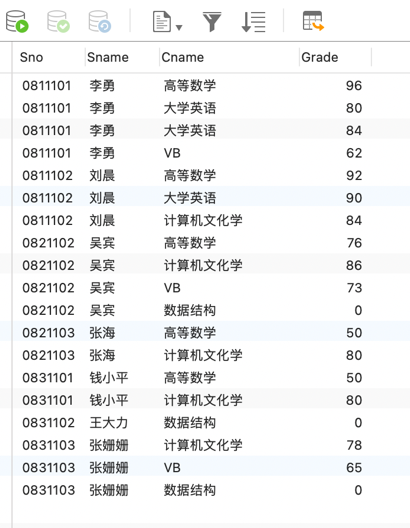 Sno Sname Cname Grade
0811101 李勇 高等数学 96
0811101 李勇 大学英语 80
0811101 李勇 大学英语 84
0811101 李勇 VB 62
0811102 刘晨 高等数学 92
0811102 刘晨 大学英语 90
0811102 刘晨 计算机文化学 84
0821102 吴宾 高等数学 76
0821102 吴宾 计算机文化学 86
0821102 吴宾 VB 73
0821102 吴宾 数据结构 0
0821103 张海 高等数学 50
0821103 张海 计算机文化学 80
0831101 钱小平 高等数学 50
0831101 钱小平 计算机文化学 80
0831102 王大力 数据结构 0
0831103 张姗姗 计算机文化学 78
0831103 张姗姗 VB 65
0831103 张姗姗 数据结构 0